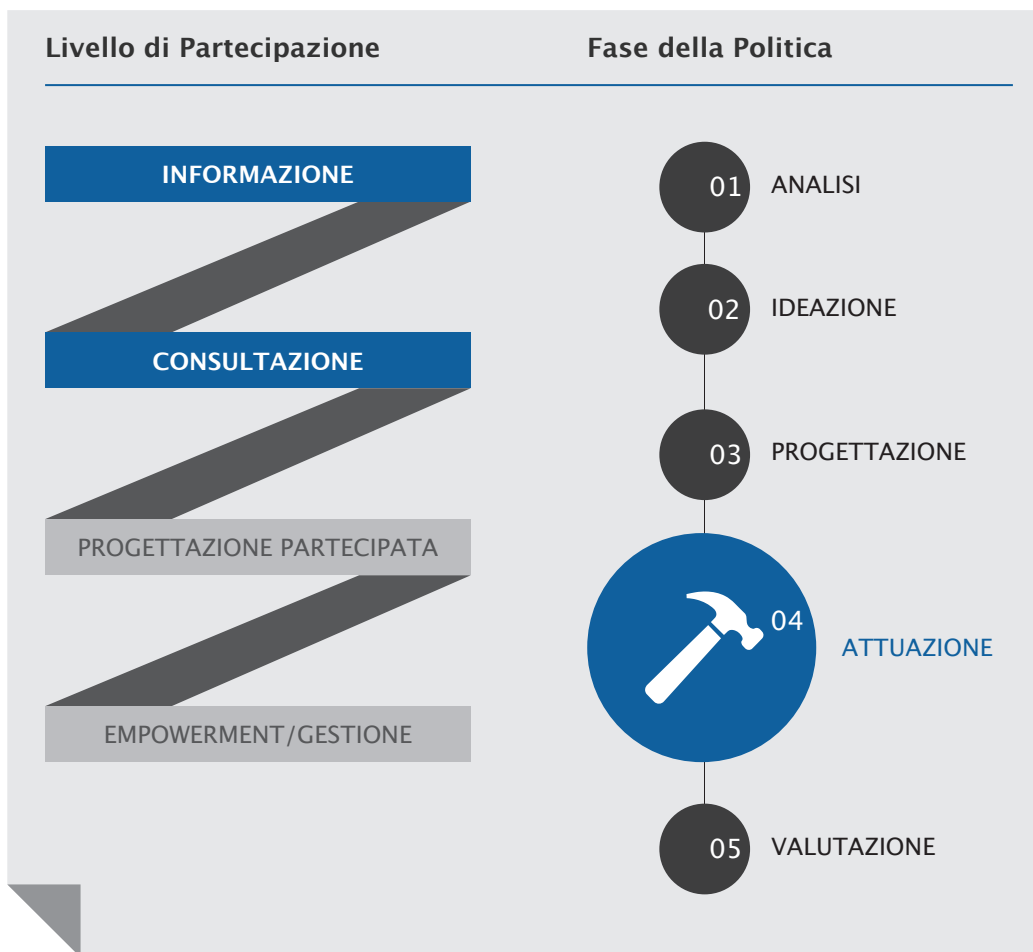 Livello di Partecipazione
INFORMAZIONE
CONSULTAZIONE
PROGETTAZIONE PARTECIPATA
EMPOWERMENT/GESTIONE
Fase della Politica
01 ANALISI
02 IDEAZIONE
03 PROGETTAZIONE
04 ATTUAZIONE
05 VALUTAZIONE